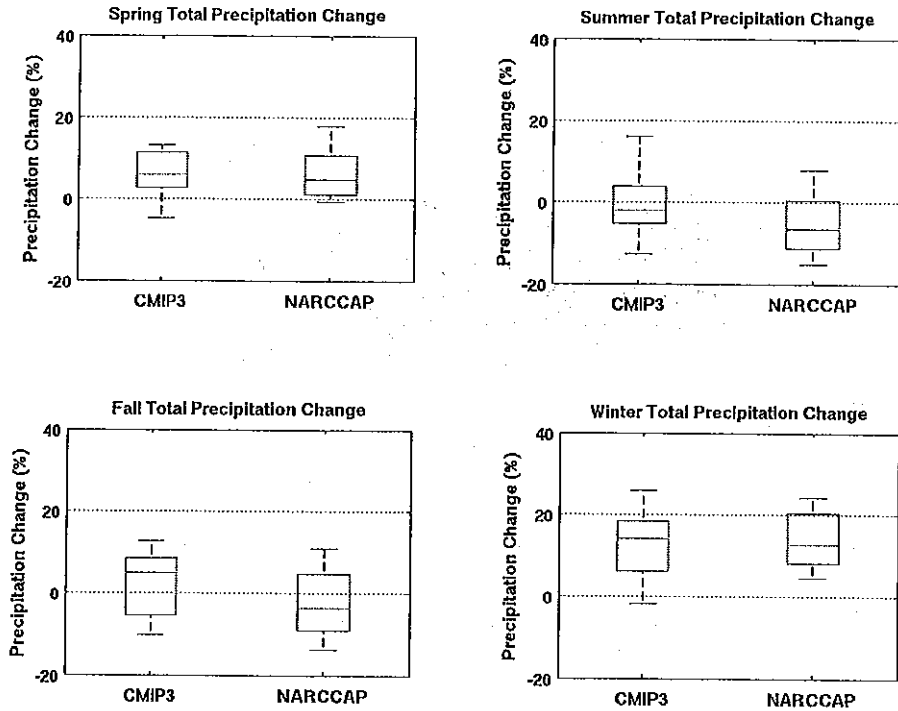 Spring Total Precipitation Change
Precipitation Change (%)
40
20
0
-20
CMIP3 NARCCAP
Summer Total Precipitation Change
Precipitation Change (%)
40
20
0
-20
CMIP3 NARCCAP
Fall Total Precipitation Change
Precipitation Change (%)
40
20
0
-20
CMIP3 NARCCAP
Winter Total Precipitation Change
Precipitation Change (%)
40
20
0
-20
CMIP3 NARCCAP